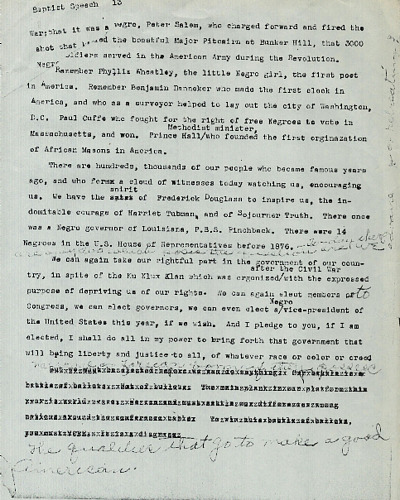 Baptist Speech 13
War; that it was a negro, Peter Salem, who charged forward and fired the
shot that the boastful Major Pitcairn at Bunker Hill, that 3000
Negro soldiers served in the American Army during the Revolution.
Remember Phyllis Wheatley, the little Negro girl, the first poet
in America. Remember Benjamin Banneker who made the first clock in
America, and who as a surveyor helped to lay out the city of Washington,
D.C. Paul Cuffe who fought for the right of free Negroes to vote in
Methodist minister,
Massachusetts, and won. Prince Hall/who founded the first orginazation
of African Masons in America.
There are hundreds, thousands of our people who became famous years
ago, and who form a cloud of witnesses today watching us, encouraging
spirit
us. We have the of Frederick Douglass to inspire us, the in-
domitable courage of Harriet Tubman, and of Sojourner Truth. There once
was a Negro governor of Louisiana, P.B.S. Pinchback. There were 14
Negroes in the U.S. House of Representatives before 1876.
We can again take our rightful part in the government of our coun-
after the Civil War
try, in spite of the Ku Klux Klan which was organized/with the expressed
purpose of depriving us of our rights. We can again elect members to
Negro
Congress, we can elect governors, we can even elect a/vice-president of
the United States this year, if we wish. And I pledge to you, if I am
elected, I shall do all in my power to bring forth that government that
will bring liberty and justice to all, of whatever race or color or creed
the qualities that go to make a good
American.